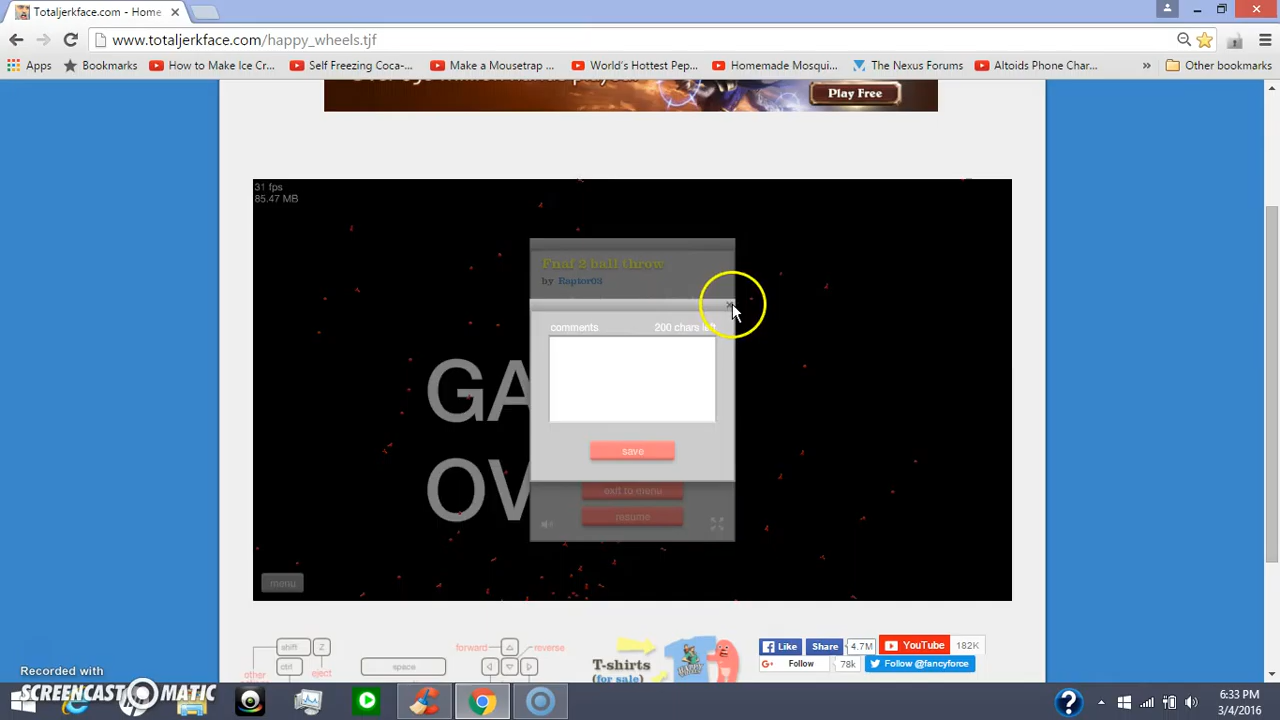 Totaljerkface.com - Home
www.totaljerkface.com/happy_wheels.tjf
Apps Bookmarks How to Make Ice Cr... Self Freezing Coca-... Make a Mousetrap ... World's Hottest Pep... Homemade Mosqui... The Nexus Forums Altoids Phone Char... » Other bookmarks
Play Free
31 fps
85.47 MB
Fnaf 2 ball throw
by Raptor03
comments 200 chars left
GA
OV
save
exit to menu
resume
menu
shift Z
ctrl eject
space
forward reverse
T-shirts
(for sale)
Like Share 4.7M YouTube 182K
Follow 78k Follow @fancyforce
Recorded with
SCREENCAST MATIC
6:33 PM
3/4/2016